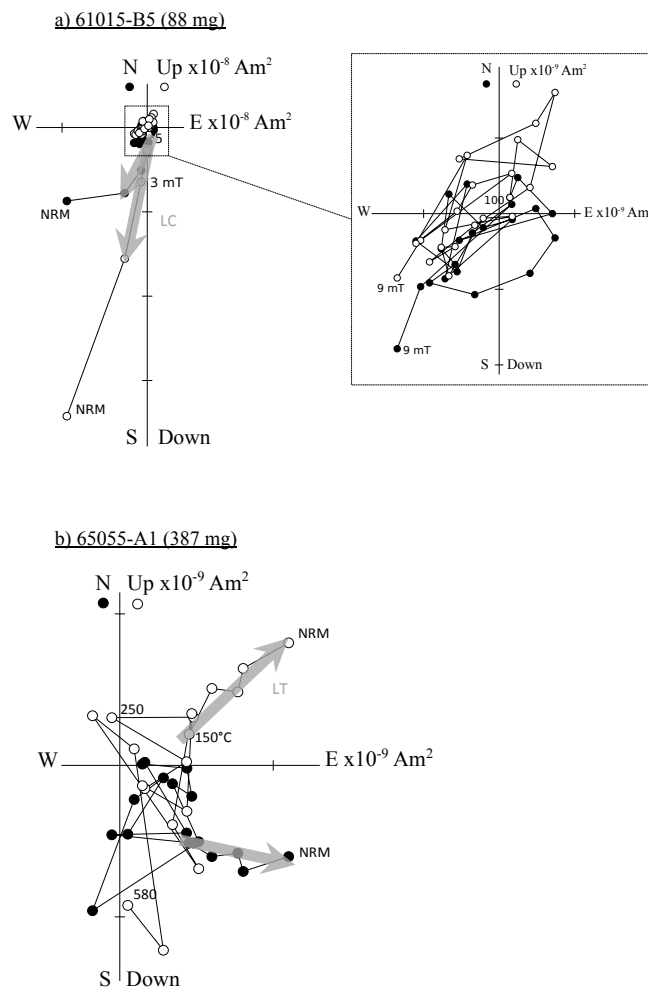 a) 61015-B5 (88 mg)
N Up x10⁻⁸ Am²
W E x10⁻⁸ Am²
5
3 mT
NRM
LC
NRM
S Down
N Up x10⁻⁹ Am²
100
W E x10⁻⁹ Am
9 mT
9 mT
S Down
b) 65055-A1 (387 mg)
N Up x10⁻⁹ Am²
NRM
LT
250
150°C
W E x10⁻⁹ Am²
NRM
580
S Down